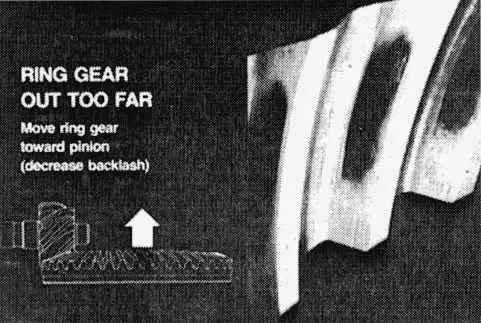 RING GEAR
OUT TOO FAR
Move ring gear
toward pinion
(decrease backlash)